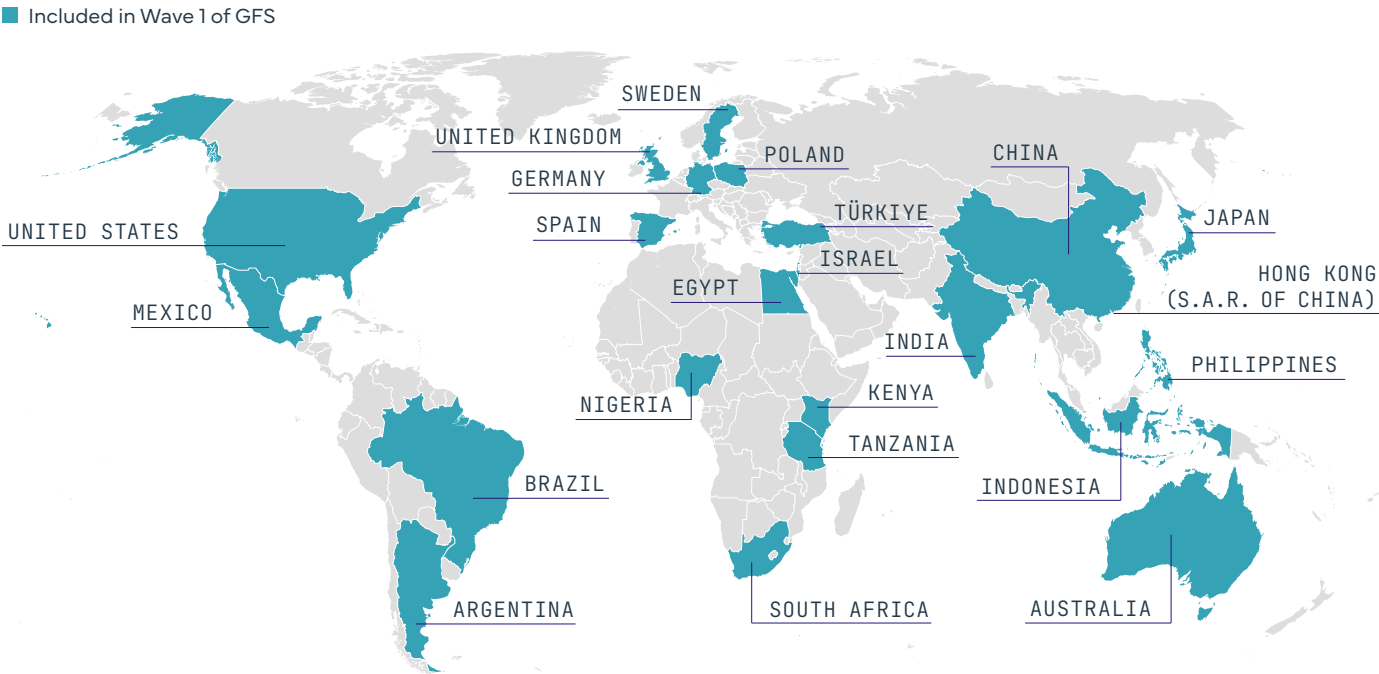 Included in Wave 1 of GFS
SWEDEN
UNITED KINGDOM
POLAND
CHINA
GERMANY
SPAIN
TÜRKIYE
JAPAN
UNITED STATES
ISRAEL
EGYPT
HONG KONG
(S.A.R. OF CHINA)
MEXICO
INDIA
PHILIPPINES
NIGERIA
KENYA
TANZANIA
BRAZIL
INDONESIA
ARGENTINA
SOUTH AFRICA
AUSTRALIA